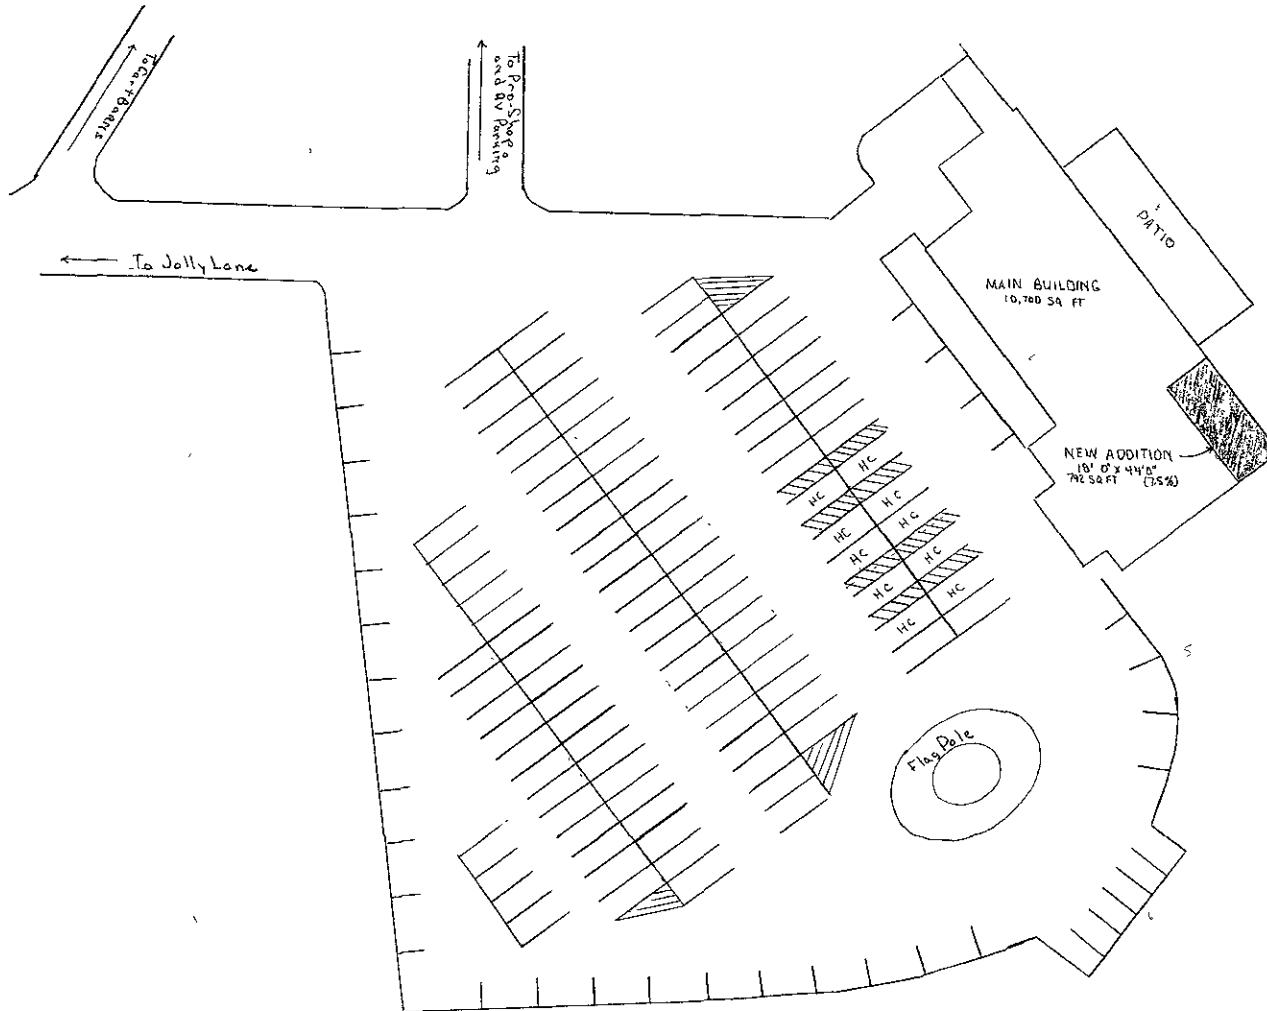 To Cart Barns
To Pro-Shop
and RV Parking
To Jolly Lane
PATIO
MAIN BUILDING
10,700 SQ FT
NEW ADDITION
18' 0" X 44' 0"
792 SQ FT (7.5%)
HC
HC
HC
HC
HC
HC
HC
HC
HC
HC
Flag Pole
5
6